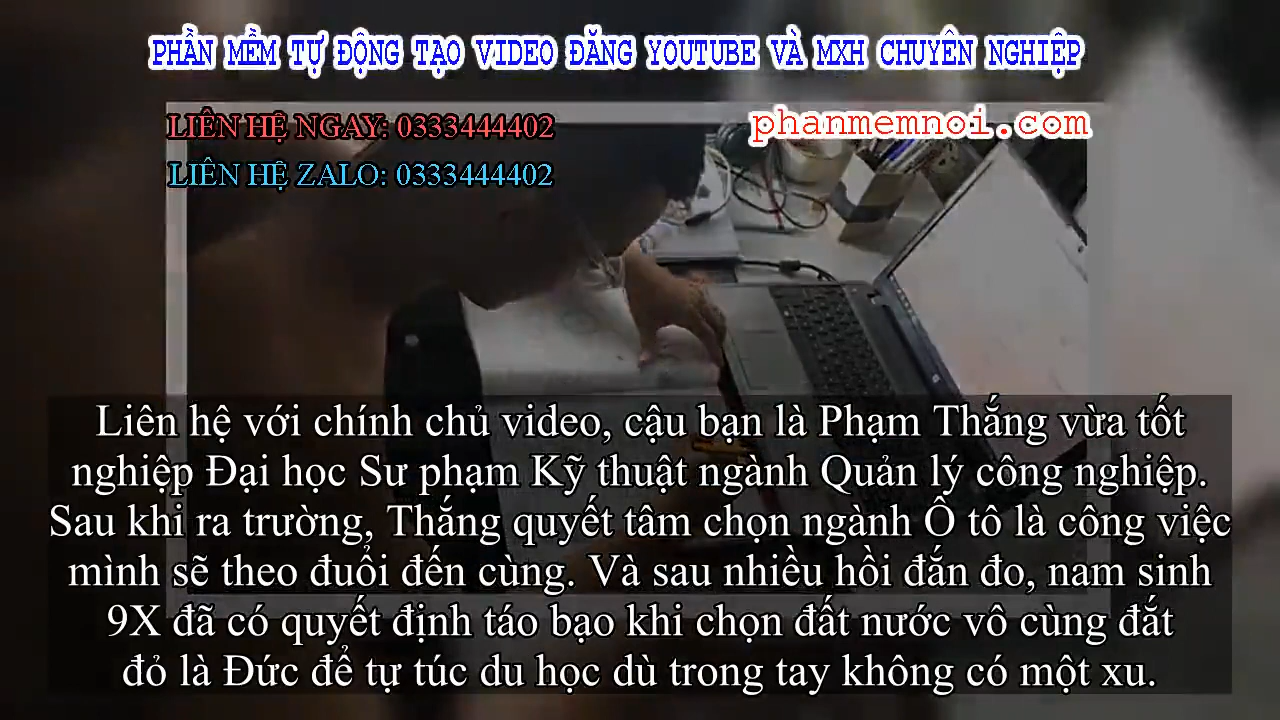 PHẦN MỀM TỰ ĐỘNG TẠO VIDEO ĐĂNG YOUTUBE VÀ MXH CHUYÊN NGHIỆP
LIÊN HỆ NGAY: 0333444402
phanmemnoi.com
LIÊN HỆ ZALO: 0333444402
Liên hệ với chính chủ video, cậu bạn là Phạm Thắng vừa tốt
nghiệp Đại học Sư phạm Kỹ thuật ngành Quản lý công nghiệp.
Sau khi ra trường, Thắng quyết tâm chọn ngành Ô tô là công việc
mình sẽ theo đuổi đến cùng. Và sau nhiều hồi đắn đo, nam sinh
9X đã có quyết định táo bạo khi chọn đất nước vô cùng đắt
đỏ là Đức để tự túc du học dù trong tay không có một xu.